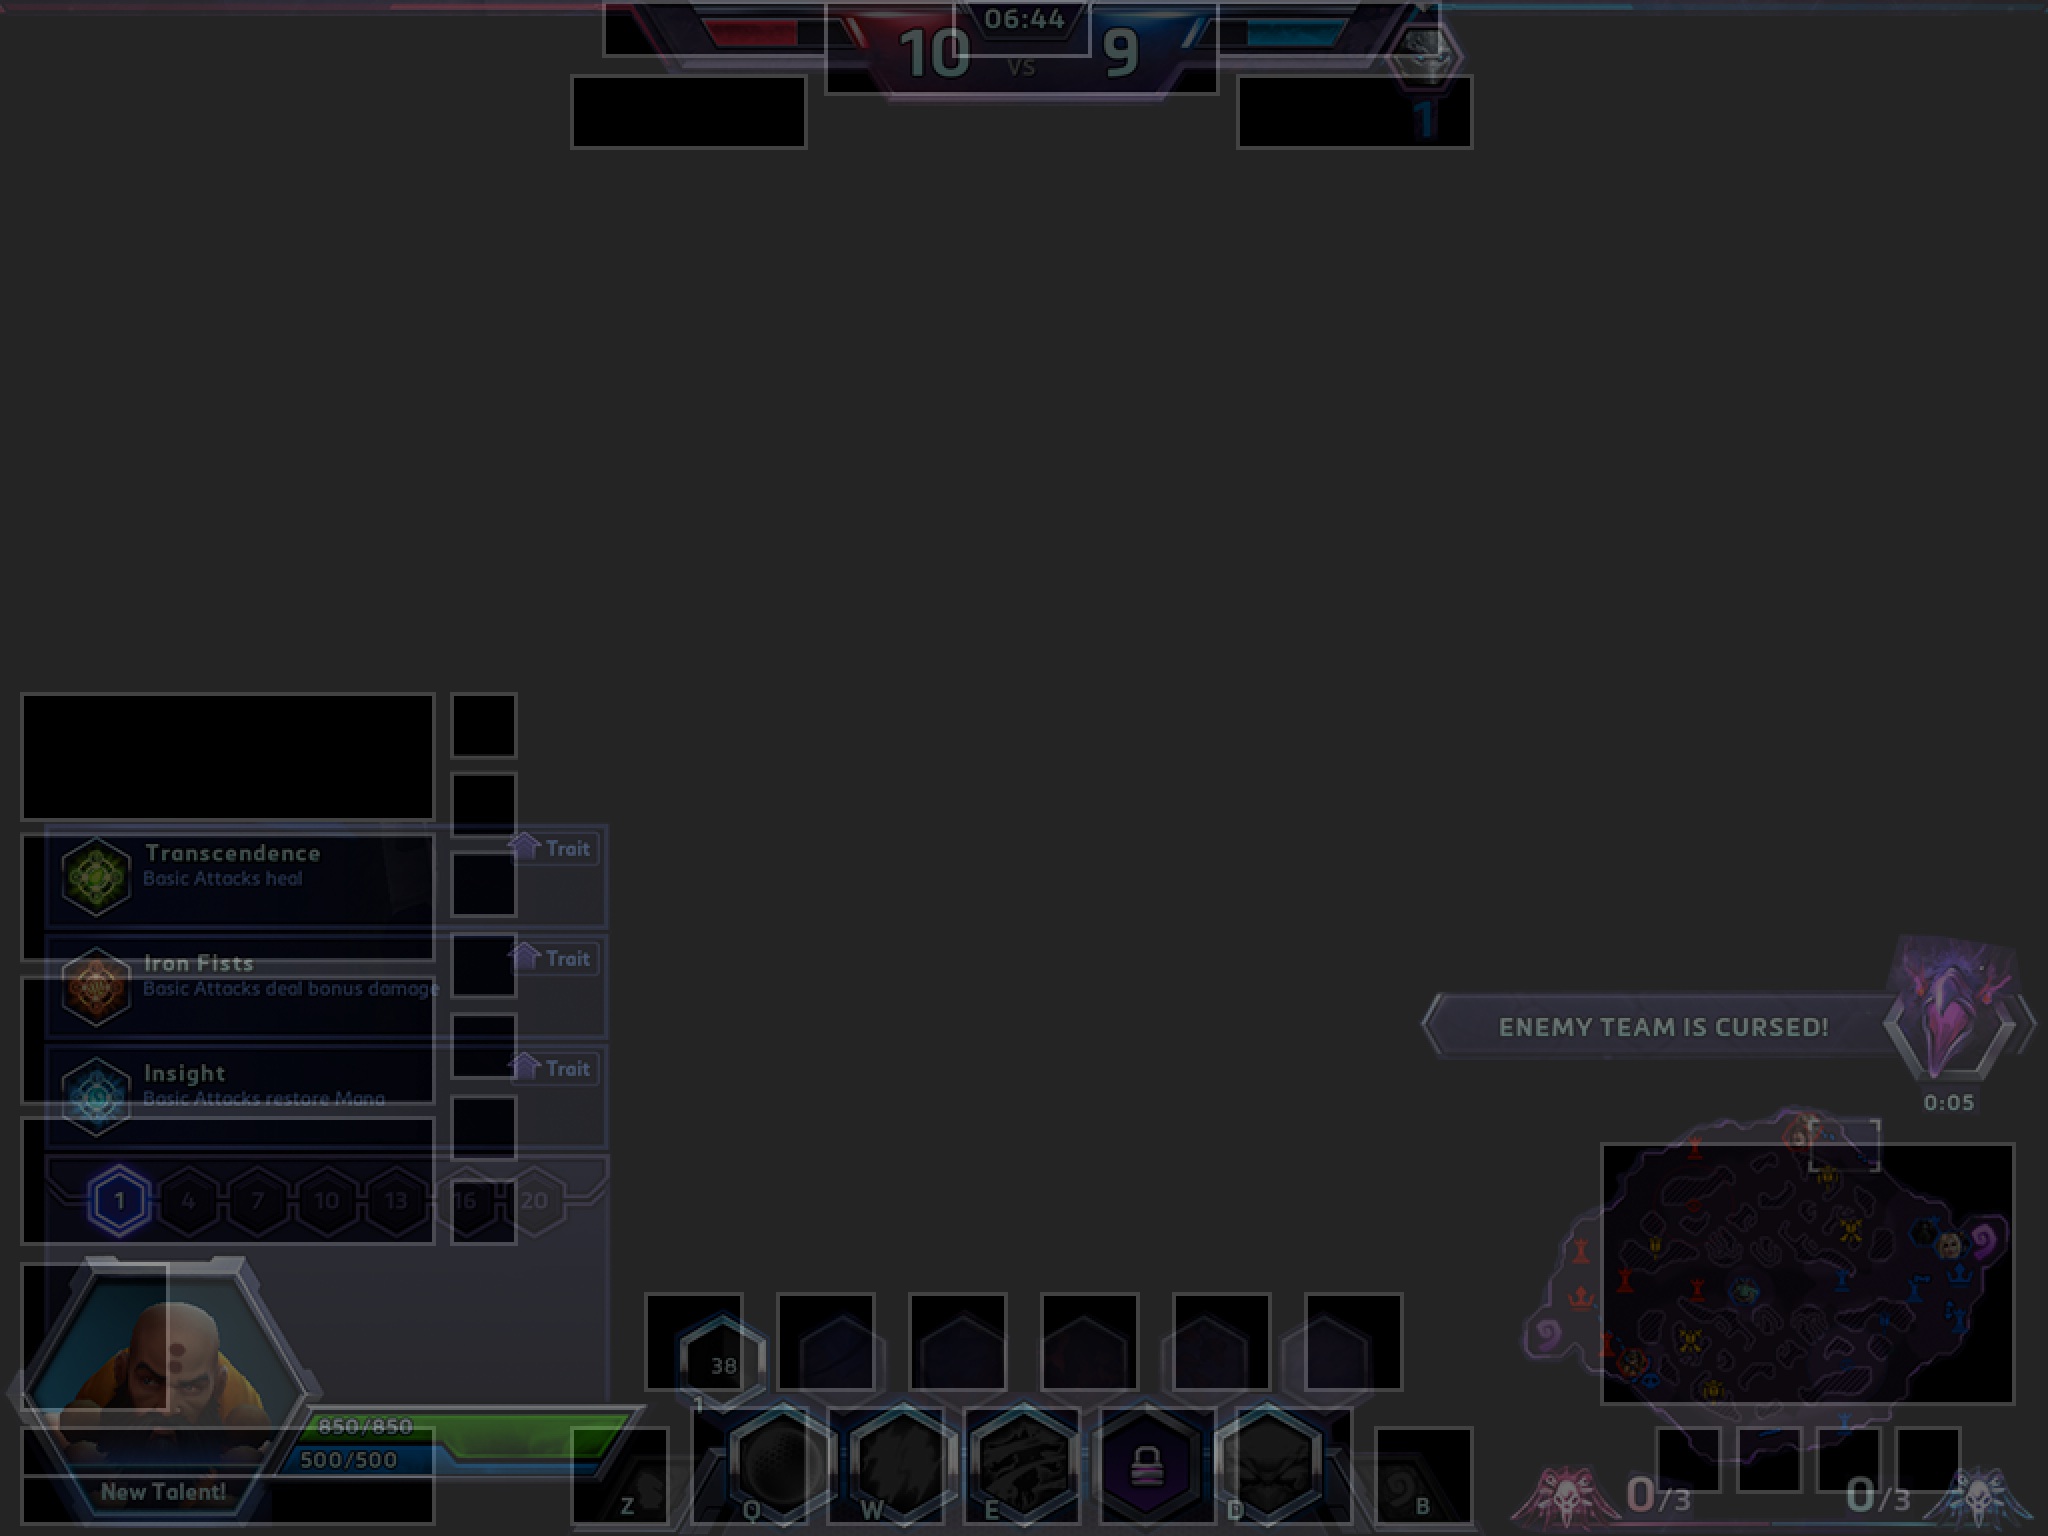 06:44
10 VS 9
1
Transcendence
Basic Attacks heal
Trait
Iron Fists
Basic Attacks deal bonus damage
Trait
Insight
Basic Attacks restore Mana
Trait
1 4 7 10 13 16 20
ENEMY TEAM IS CURSED!
0:05
38
1
850/850
500/500
New Talent!
Z Q W E D B
0/3 0/3